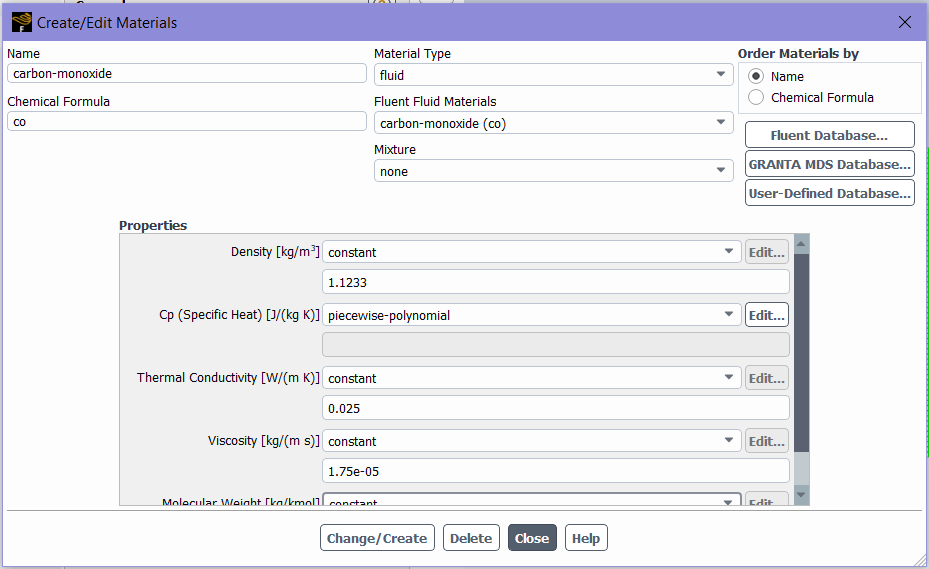 Create/Edit Materials
Name
carbon-monoxide
Chemical Formula
co
Material Type
fluid
Fluent Fluid Materials
carbon-monoxide (co)
Mixture
none
Order Materials by
Name
Chemical Formula
Fluent Database...
GRANTA MDS Database...
User-Defined Database...
Properties
Density [kg/m³] constant Edit...
1.1233
Cp (Specific Heat) [J/(kg K)] piecewise-polynomial Edit...
Thermal Conductivity [W/(m K)] constant Edit...
0.025
Viscosity [kg/(m s)] constant Edit...
1.75e-05
Molecular Weight [kg/kmol] constant Edit...
Change/Create Delete Close Help